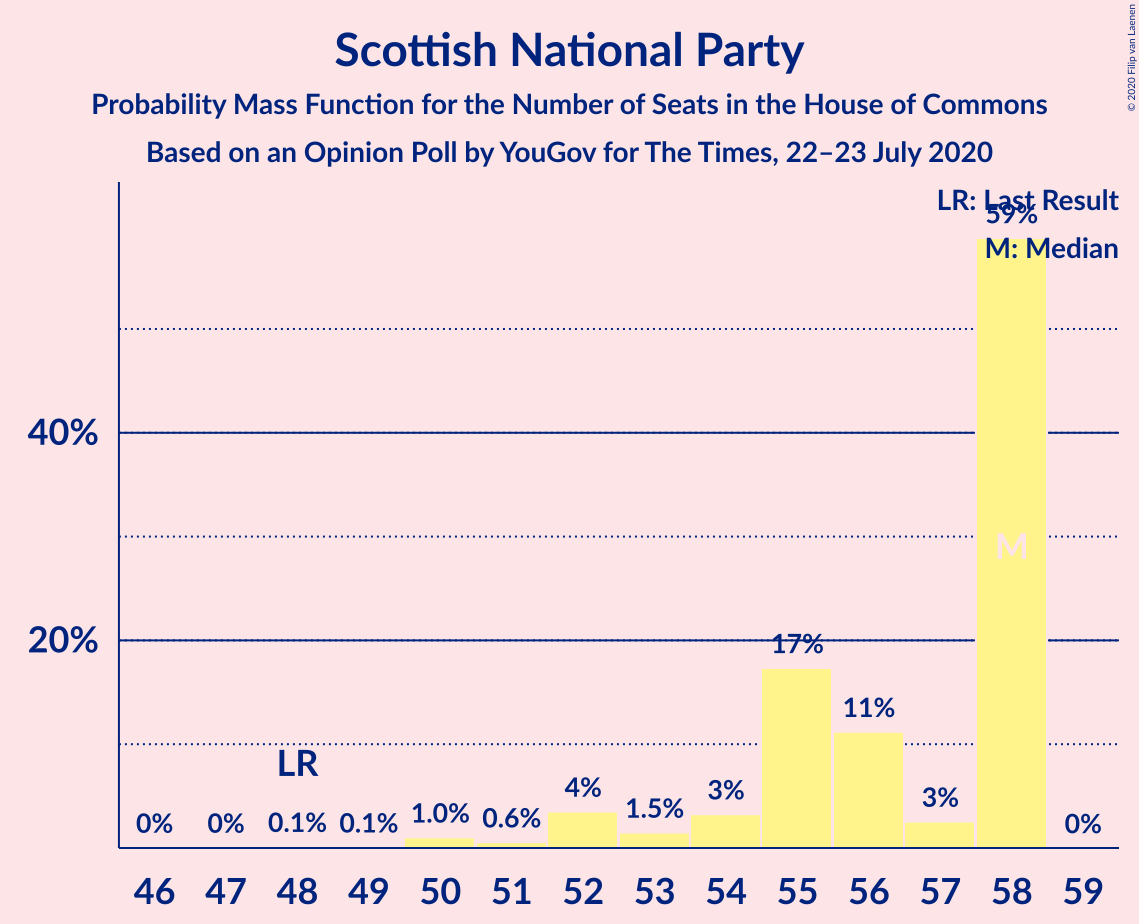 Scottish National Party
Probability Mass Function for the Number of Seats in the House of Commons
Based on an Opinion Poll by YouGov for The Times, 22–23 July 2020
© 2020 Filip van Laenen
LR: Last Result
59%
M: Median
40%
M
20%
17%
11%
LR
4%
3%
3%
1.5%
1.0%
0.6%
0% 0% 0.1% 0.1% 0%
46 47 48 49 50 51 52 53 54 55 56 57 58 59